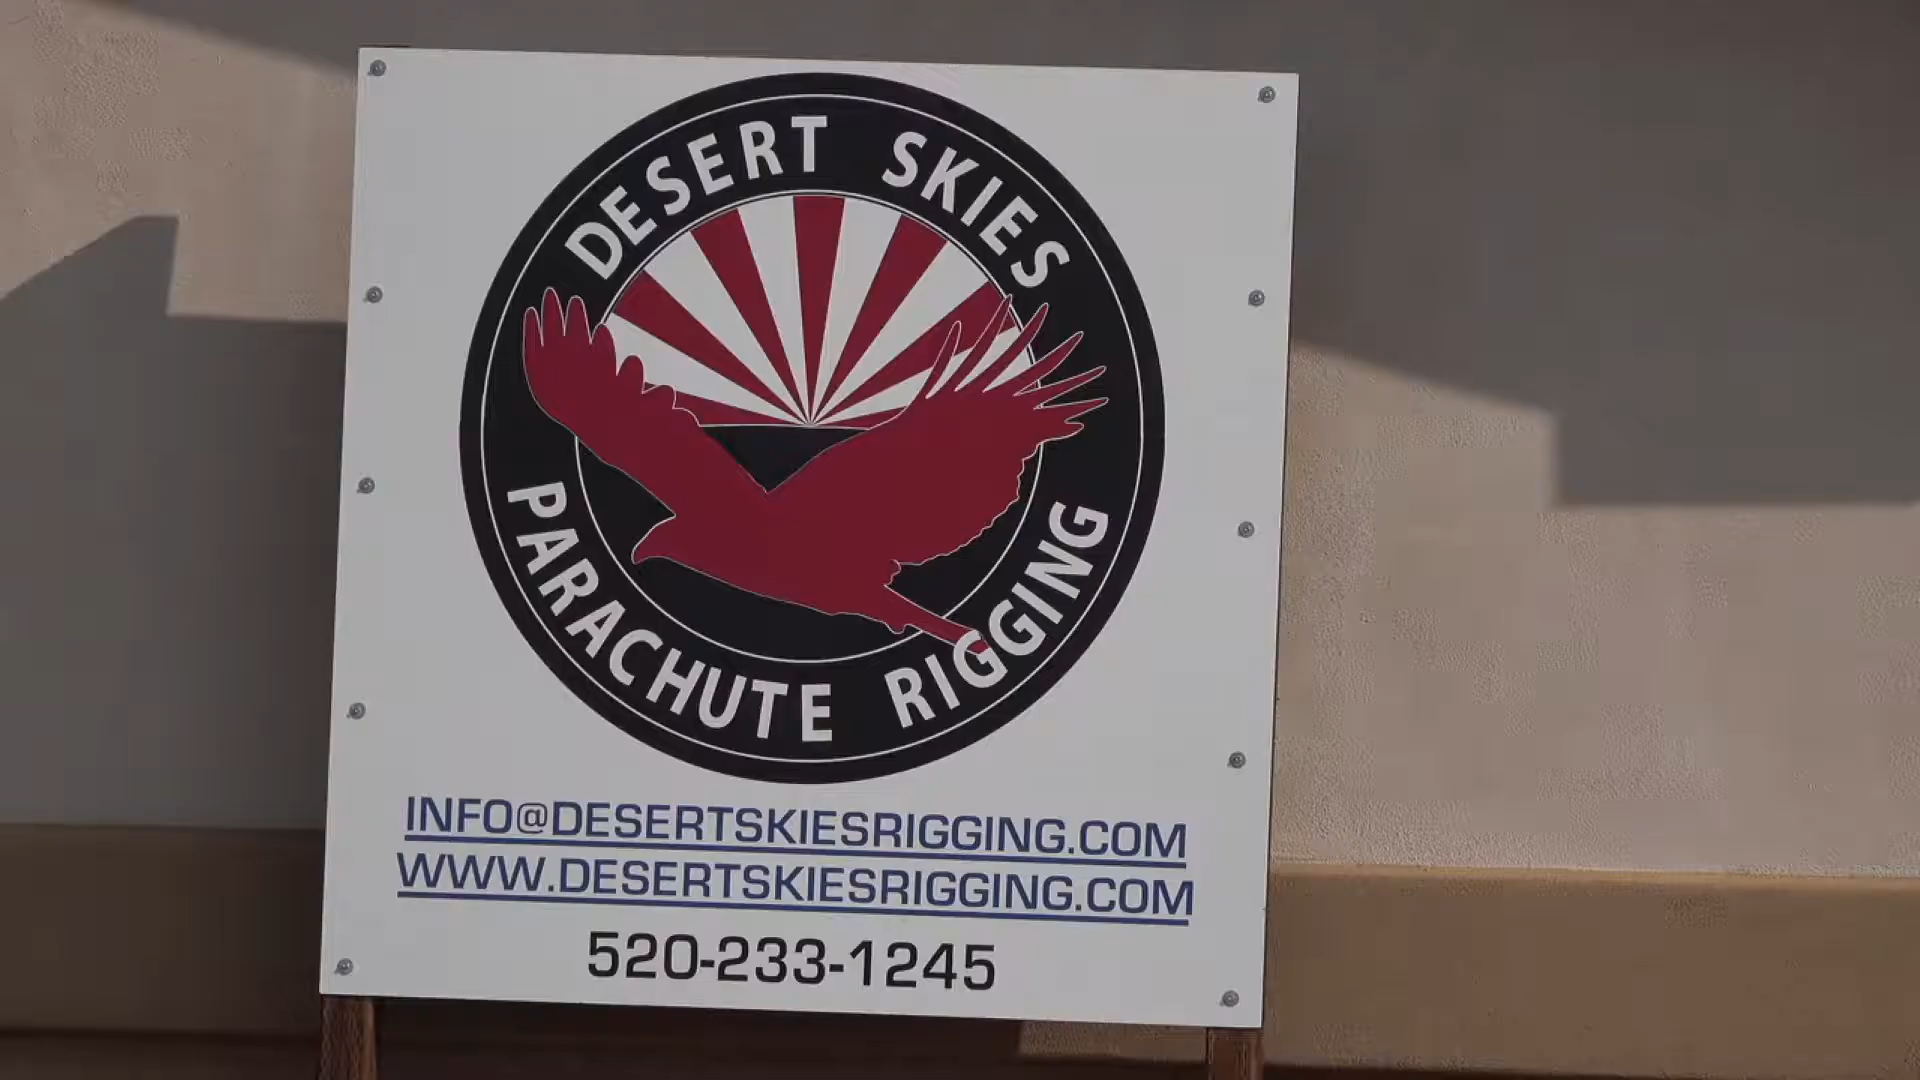 DESERT SKIES
PARACHUTE RIGGING
INFO@DESERTSKIESRIGGING.COM
WWW.DESERTSKIESRIGGING.COM
520-233-1245